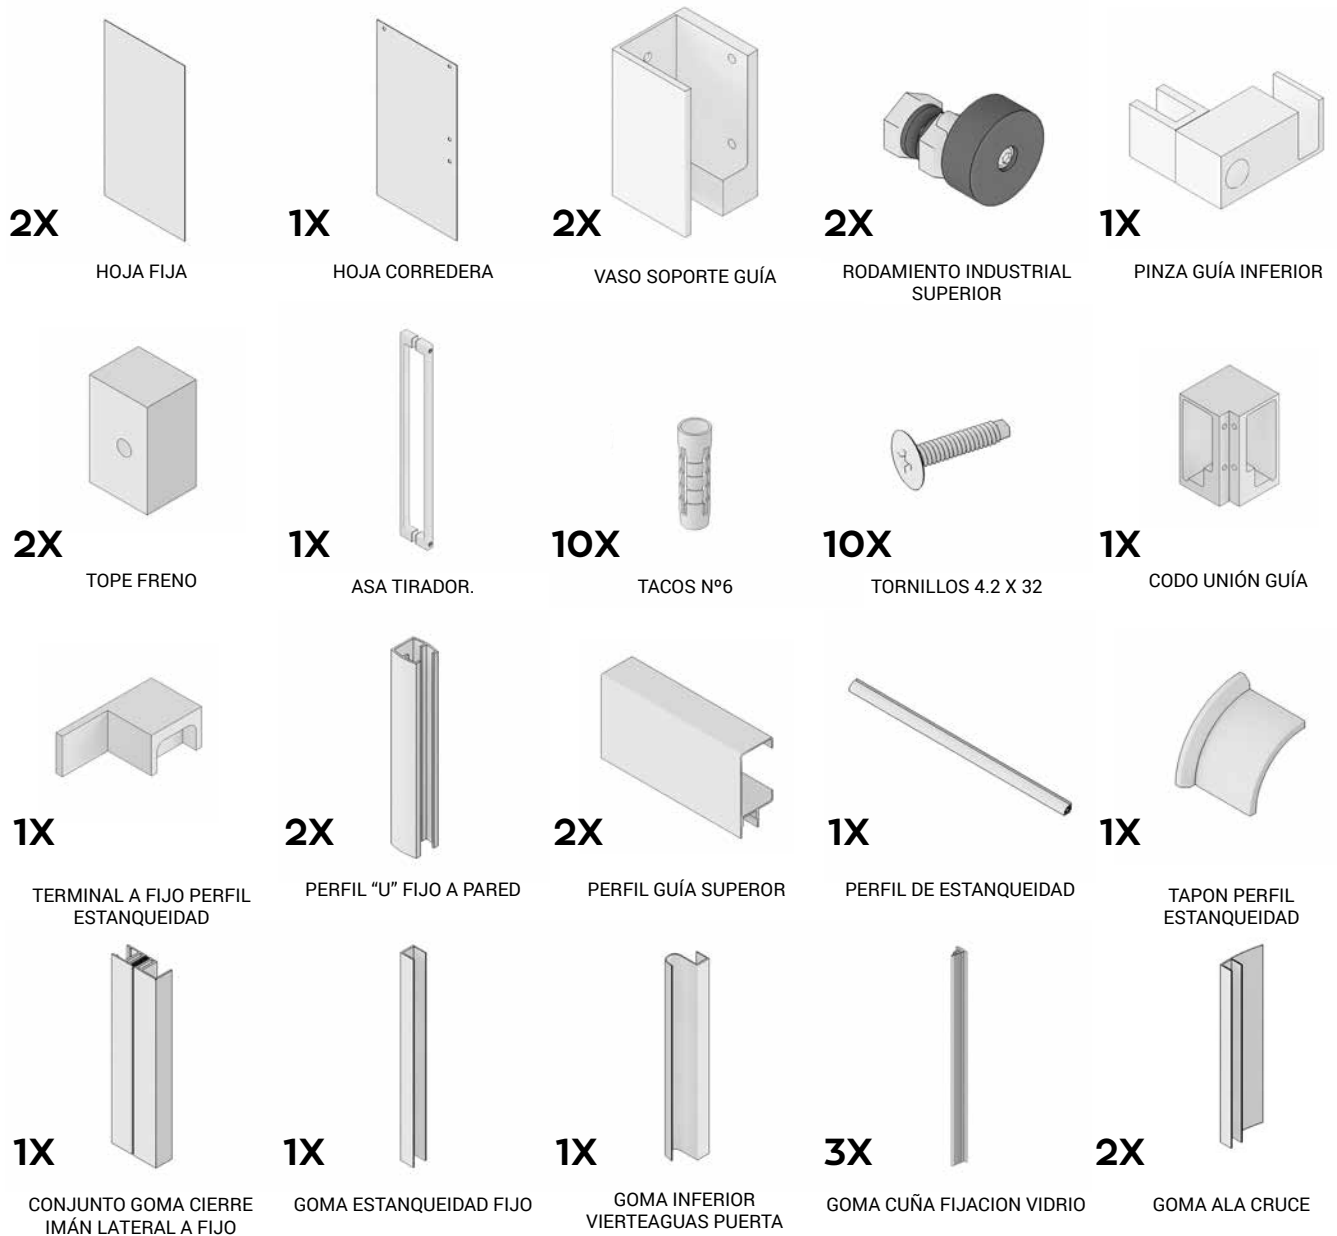 2X
HOJA FIJA
1X
HOJA CORREDERA
2X
VASO SOPORTE GUÍA
2X
RODAMIENTO INDUSTRIAL
SUPERIOR
1X
PINZA GUÍA INFERIOR
2X
TOPE FRENO
1X
ASA TIRADOR.
10X
TACOS Nº6
10X
TORNILLOS 4.2 X 32
1X
CODO UNIÓN GUÍA
1X
TERMINAL A FIJO PERFIL
ESTANQUEIDAD
2X
PERFIL “U” FIJO A PARED
2X
PERFIL GUÍA SUPEROR
1X
PERFIL DE ESTANQUEIDAD
1X
TAPON PERFIL
ESTANQUEIDAD
1X
CONJUNTO GOMA CIERRE
IMÁN LATERAL A FIJO
1X
GOMA ESTANQUEIDAD FIJO
1X
GOMA INFERIOR
VIERTEAGUAS PUERTA
3X
GOMA CUÑA FIJACION VIDRIO
2X
GOMA ALA CRUCE